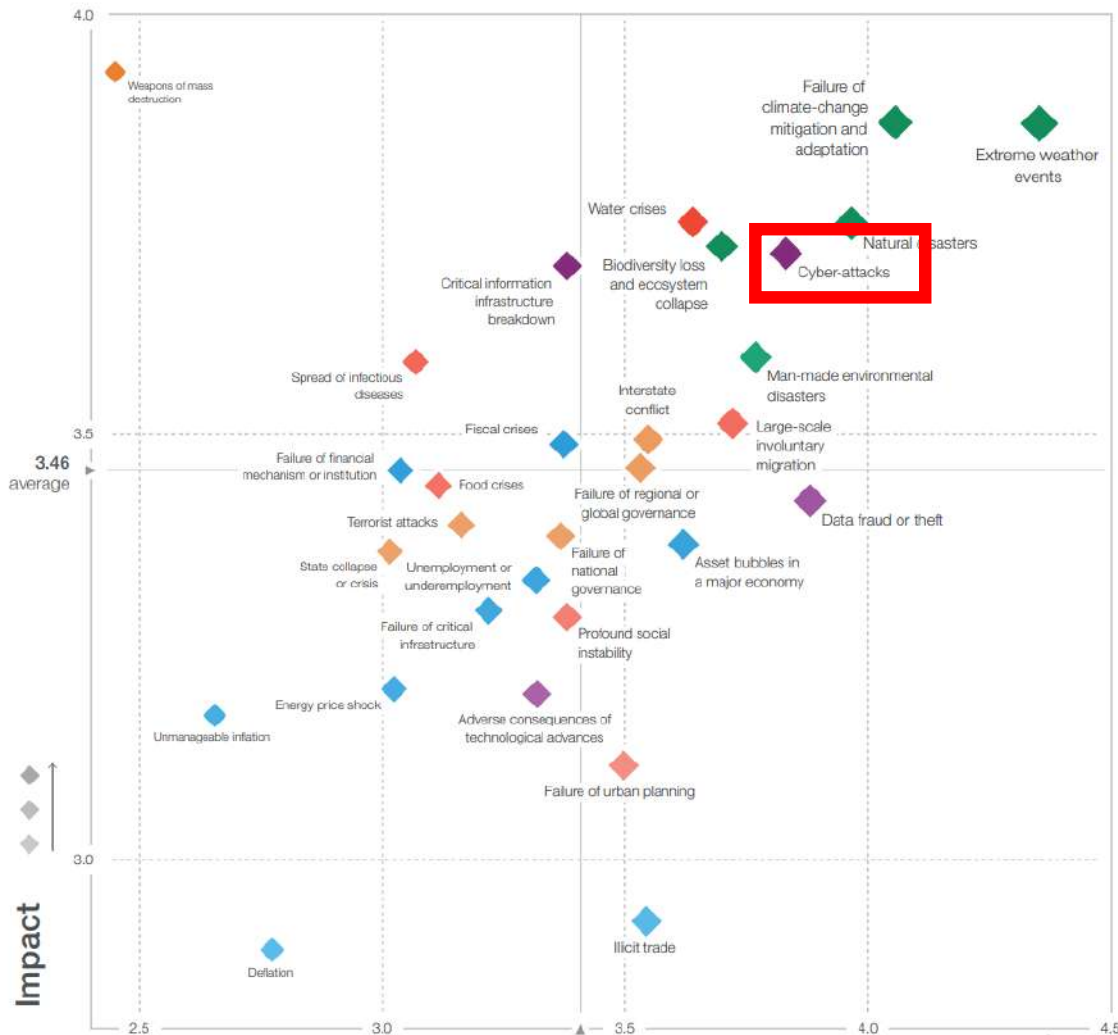 4.0
Weapons of mass
destruction
Failure of
climate-change
mitigation and
adaptation
Extreme weather
events
Water crises
Natural disasters
Biodiversity loss
and ecosystem
collapse
Cyber-attacks
Critical information
infrastructure
breakdown
Spread of infectious
diseases
Man-made environmental
disasters
Interstate
conflict
Large-scale
involuntary
migration
Fiscal crises
3.5
3.46
average
Failure of financial
mechanism or institution
Food crises
Failure of regional or
global governance
Data fraud or theft
Terrorist attacks
State collapse
or crisis
Unemployment or
underemployment
Failure of
national
governance
Asset bubbles in
a major economy
Failure of critical
infrastructure
Profound social
instability
Energy price shock
Unmanageable inflation
Adverse consequences of
technological advances
Failure of urban planning
3.0
Impact
Illicit trade
Deflation
2.5
3.0
3.5
4.0
4.5